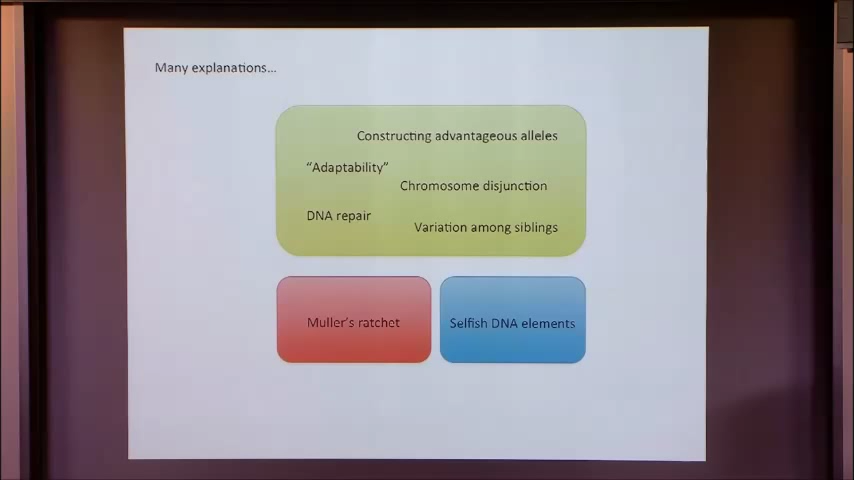 Many explanations...
Constructing advantageous alleles
“Adaptability”
Chromosome disjunction
DNA repair
Variation among siblings
Muller’s ratchet
Selfish DNA elements